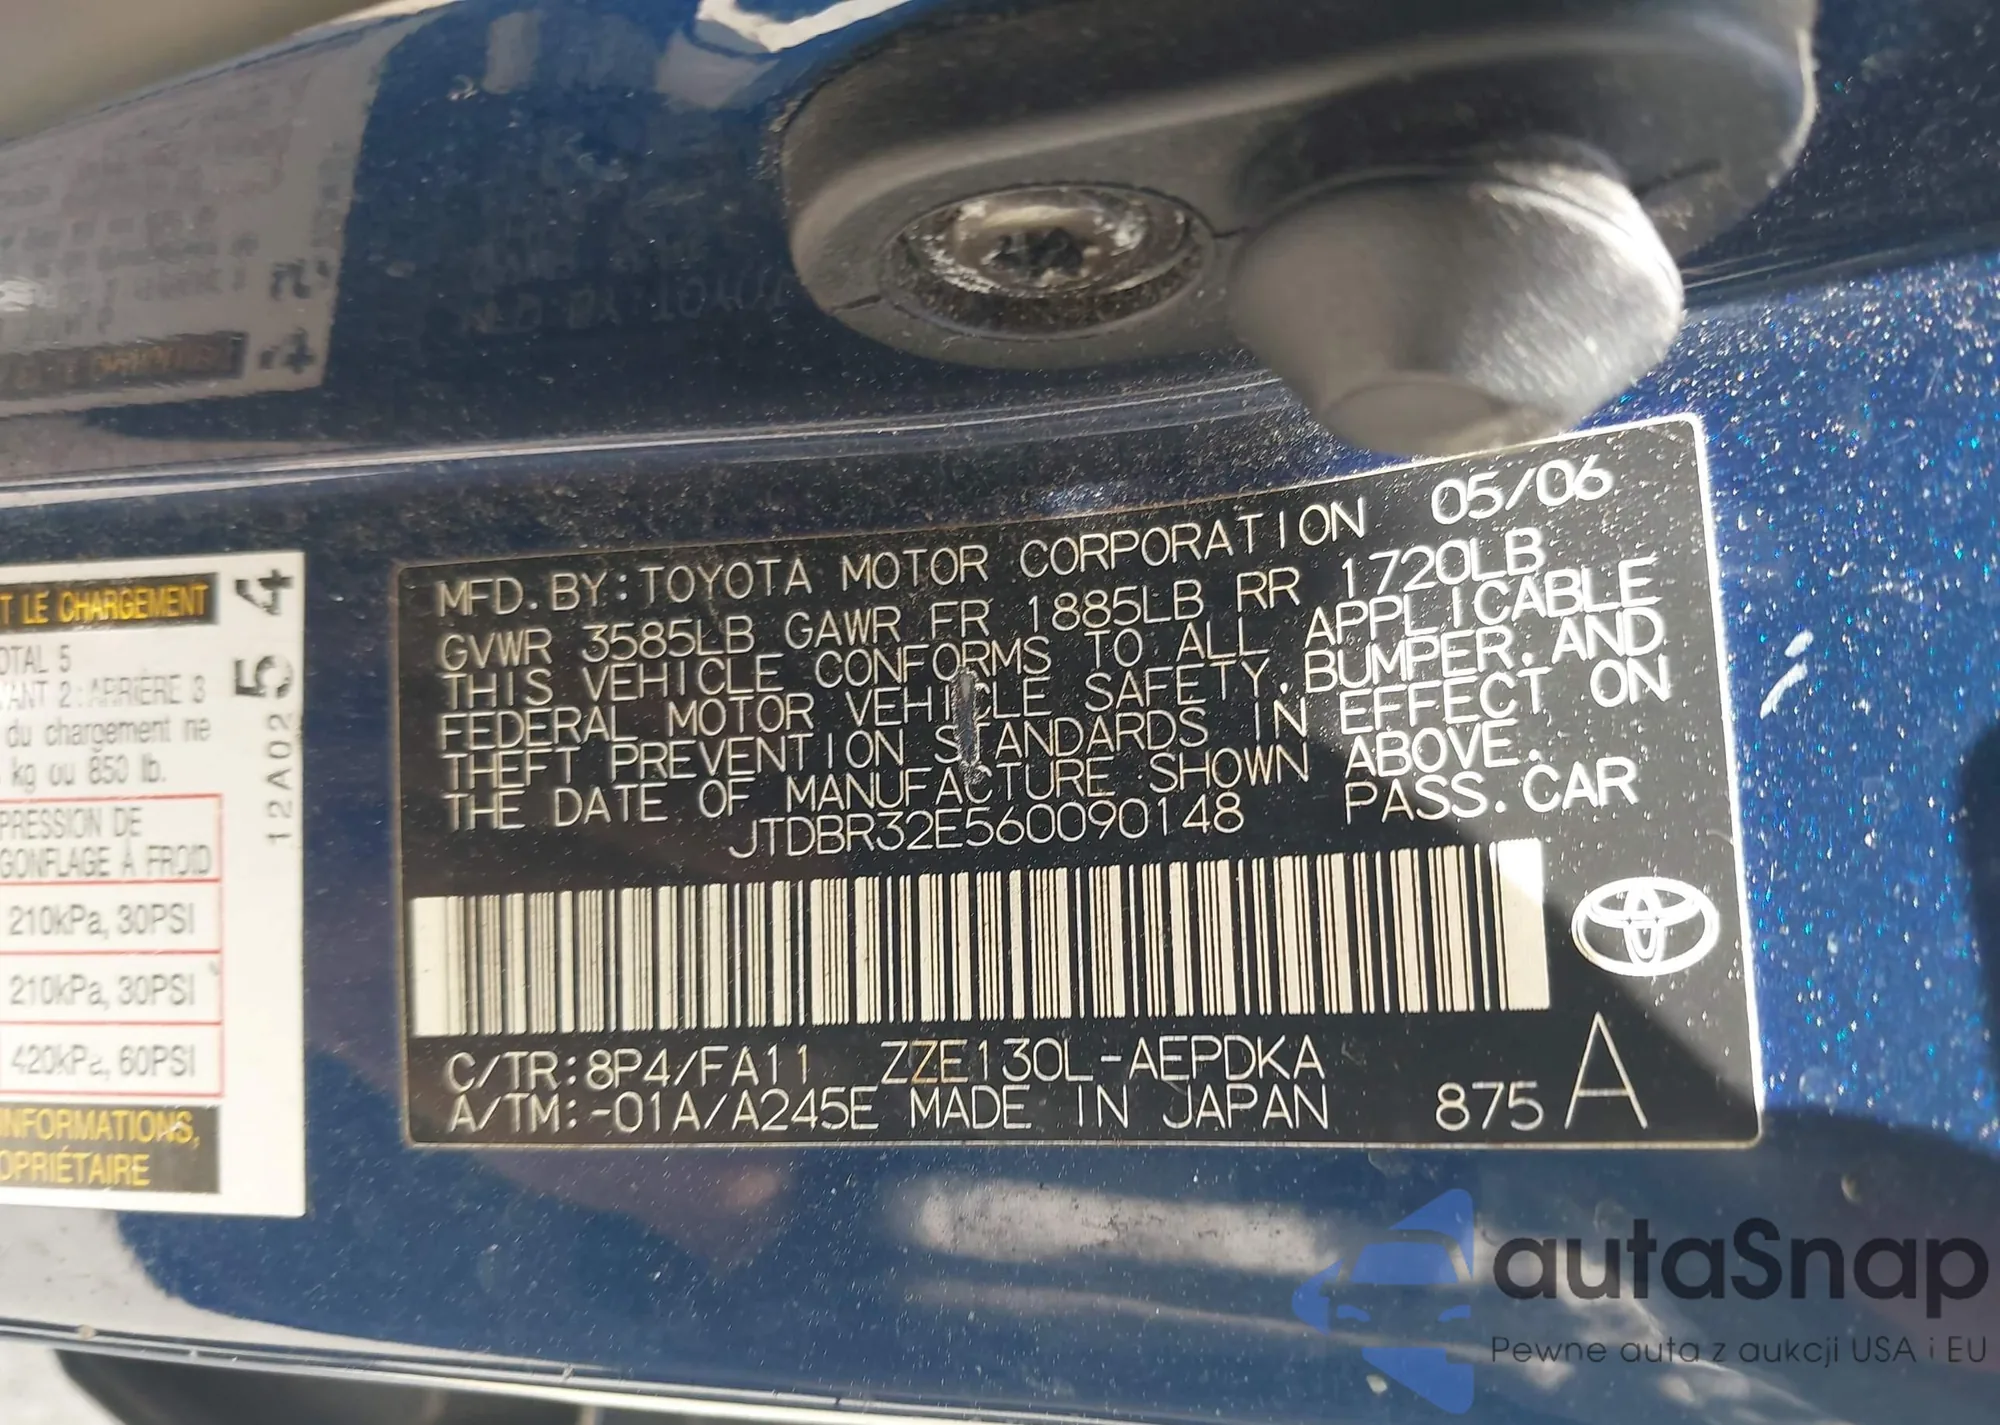 T LE CHARGEMENT
OTAL 5
VANT 2 : ARRIÈRE 3
du chargement ne
kg ou 850 lb.
PRESSION DE
GONFLAGE À FROID
210kPa, 30PSI
210kPa, 30PSI
420kPa, 60PSI
INFORMATIONS,
OPRIÉTAIRE
54
12A02
MFD. BY: TOYOTA MOTOR CORPORATION 05/06
GVWR 3585LB GAWR FR 1885LB RR 1720LB
THIS VEHICLE CONFORMS TO ALL APPLICABLE
FEDERAL MOTOR VEHICLE SAFETY, BUMPER, AND
THEFT PREVENTION STANDARDS IN EFFECT ON
THE DATE OF MANUFACTURE SHOWN ABOVE.
JTDBR32E560090148 PASS. CAR
C/TR: 8P4/FA11 ZZE130L-AEPDKA
A/TM: -01A/A245E MADE IN JAPAN 875 A
autaSnap
Pewne auta z aukcji USA i EU